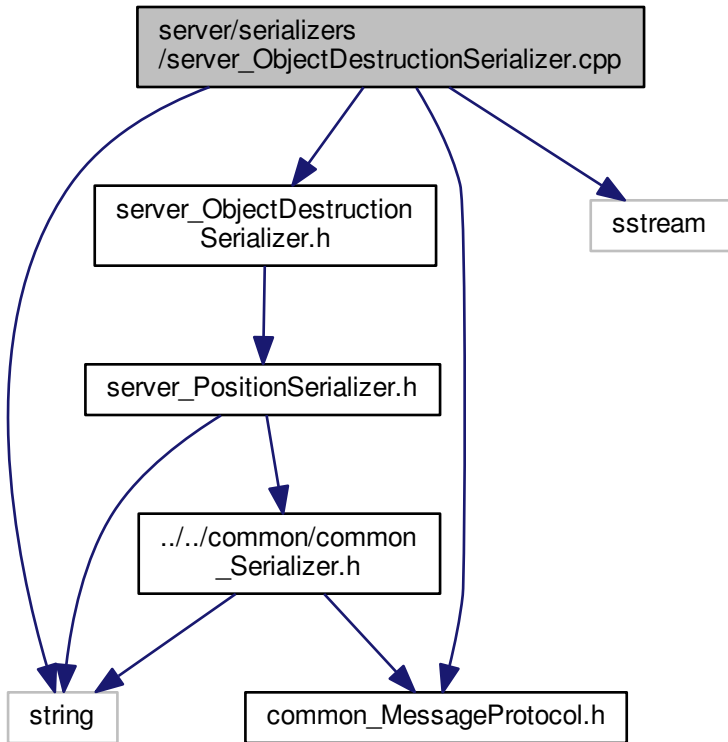 server/serializers
/server_ObjectDestructionSerializer.cpp
server_ObjectDestruction
Serializer.h
sstream
server_PositionSerializer.h
../../common/common
_Serializer.h
string
common_MessageProtocol.h